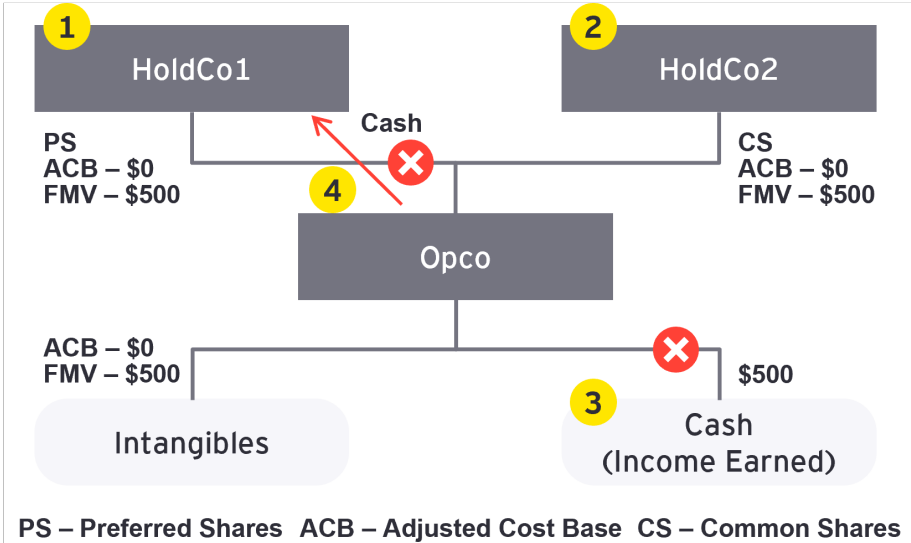 1
HoldCo1
2
HoldCo2
Cash
PS
ACB – $0
FMV – $500
CS
ACB – $0
FMV – $500
4
Opco
ACB – $0
FMV – $500
$500
Intangibles
3
Cash
(Income Earned)
PS – Preferred Shares ACB – Adjusted Cost Base CS – Common Shares